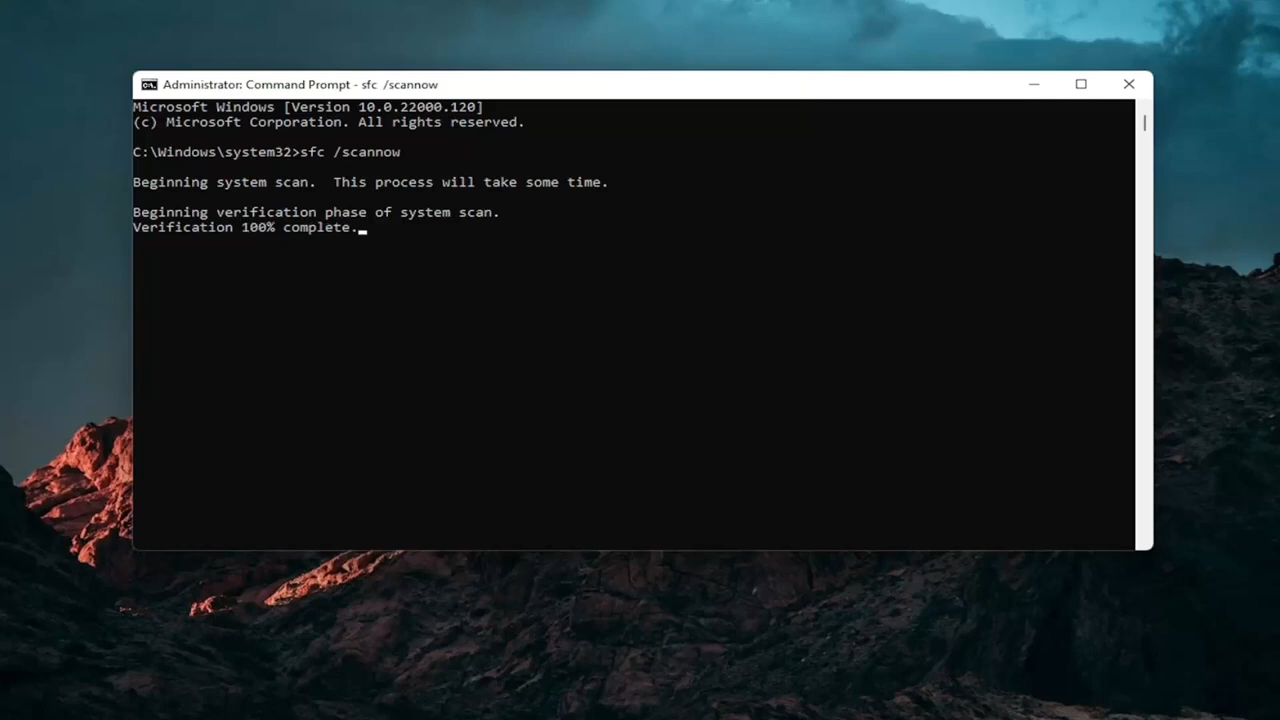 Administrator: Command Prompt - sfc /scannow
Microsoft Windows [Version 10.0.22000.120]
(c) Microsoft Corporation. All rights reserved.
C:\Windows\system32>sfc /scannow
Beginning system scan.  This process will take some time.
Beginning verification phase of system scan.
Verification 100% complete.